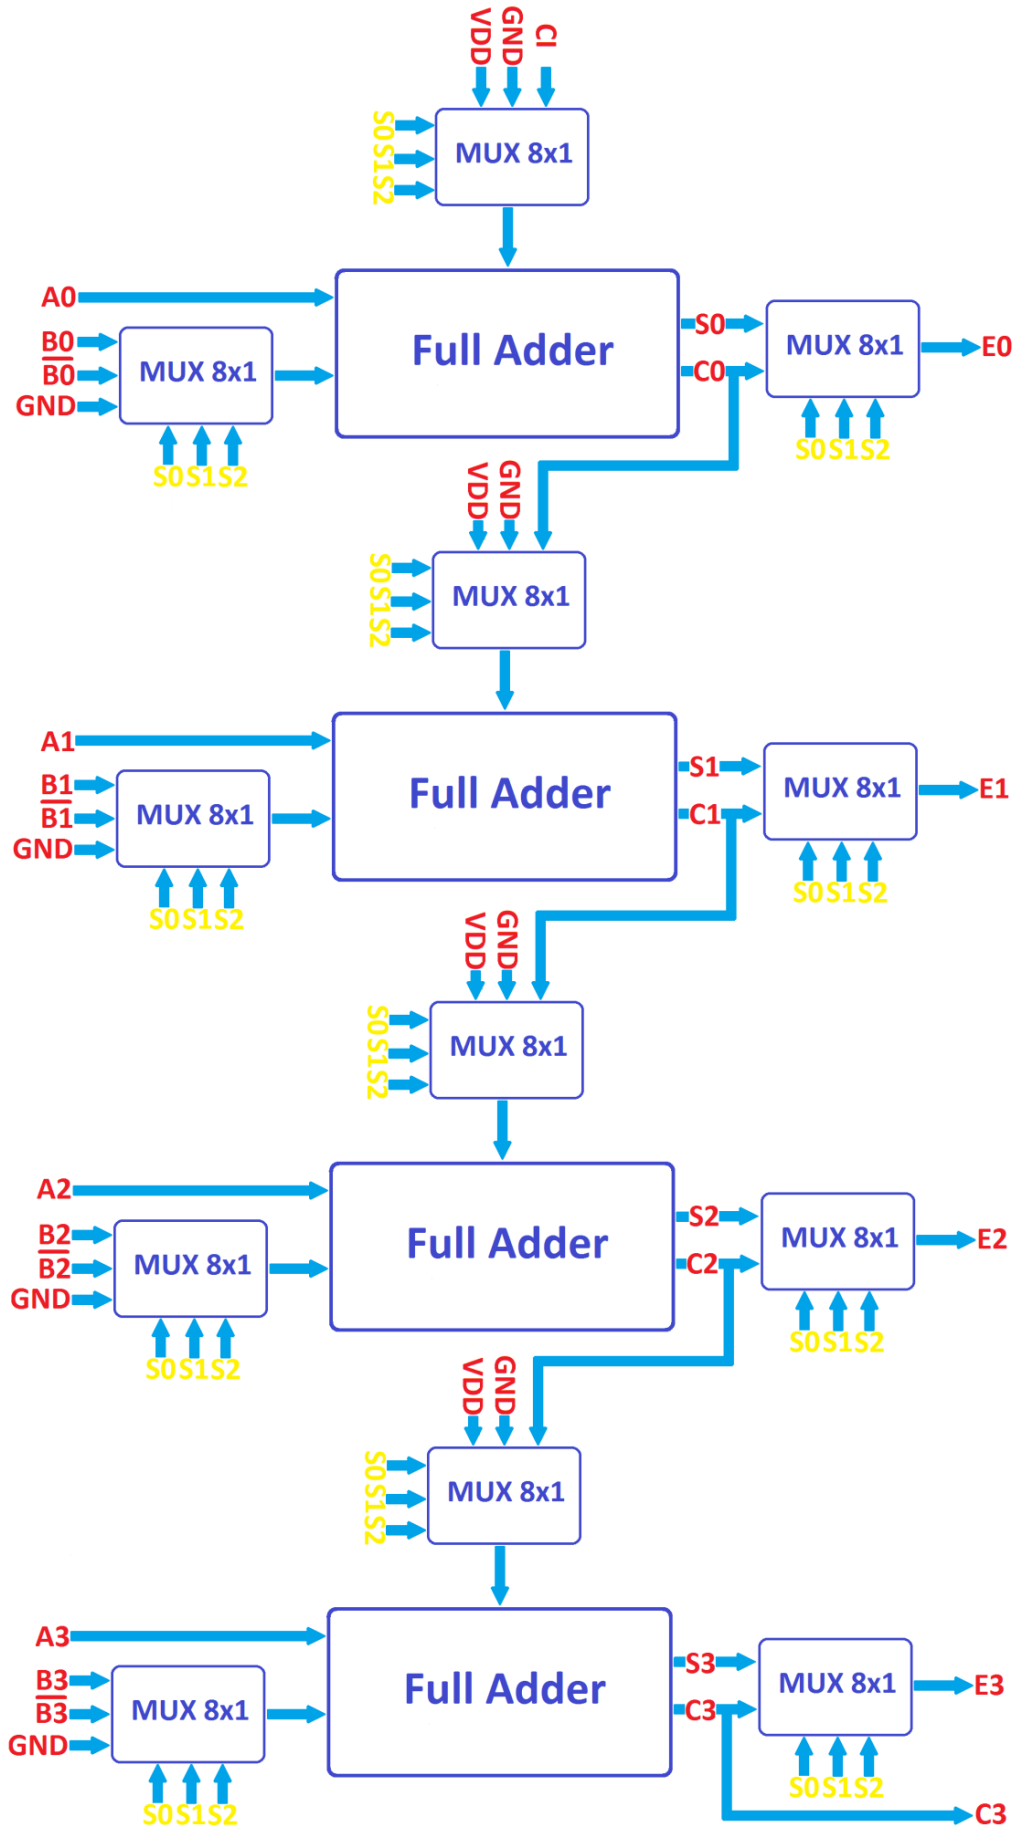 VDD GND CI
S0 S1 S2
MUX 8x1
A0
B0
B̅0̅
GND
MUX 8x1
S0 S1 S2
Full Adder
S0
C0
MUX 8x1
E0
S0 S1 S2
VDD GND
S0 S1 S2
MUX 8x1
A1
B1
B̅1̅
GND
MUX 8x1
S0 S1 S2
Full Adder
S1
C1
MUX 8x1
E1
S0 S1 S2
VDD GND
S0 S1 S2
MUX 8x1
A2
B2
B̅2̅
GND
MUX 8x1
S0 S1 S2
Full Adder
S2
C2
MUX 8x1
E2
S0 S1 S2
VDD GND
S0 S1 S2
MUX 8x1
A3
B3
B̅3̅
GND
MUX 8x1
S0 S1 S2
Full Adder
S3
C3
MUX 8x1
E3
S0 S1 S2
C3